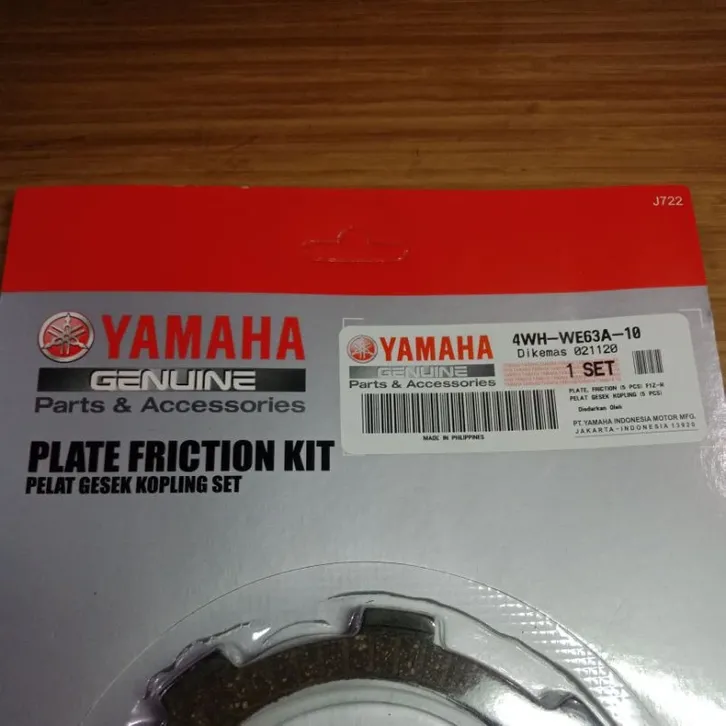 J722
YAMAHA
GENUINE
Parts & Accessories
PLATE FRICTION KIT
PELAT GESEK KOPLING SET
YAMAHA
GENUINE
Parts & Accessories
MADE IN PHILIPPINES
4WH-WE63A-10
Dikemas 021120
1 SET
PLATE, FRICTION (5 PCS) F1Z-R
PELAT GESEK KOPLING (5 PCS)
Diedarkan Oleh
PT.YAMAHA INDONESIA MOTOR MFG.
JAKARTA-INDONESIA 13920